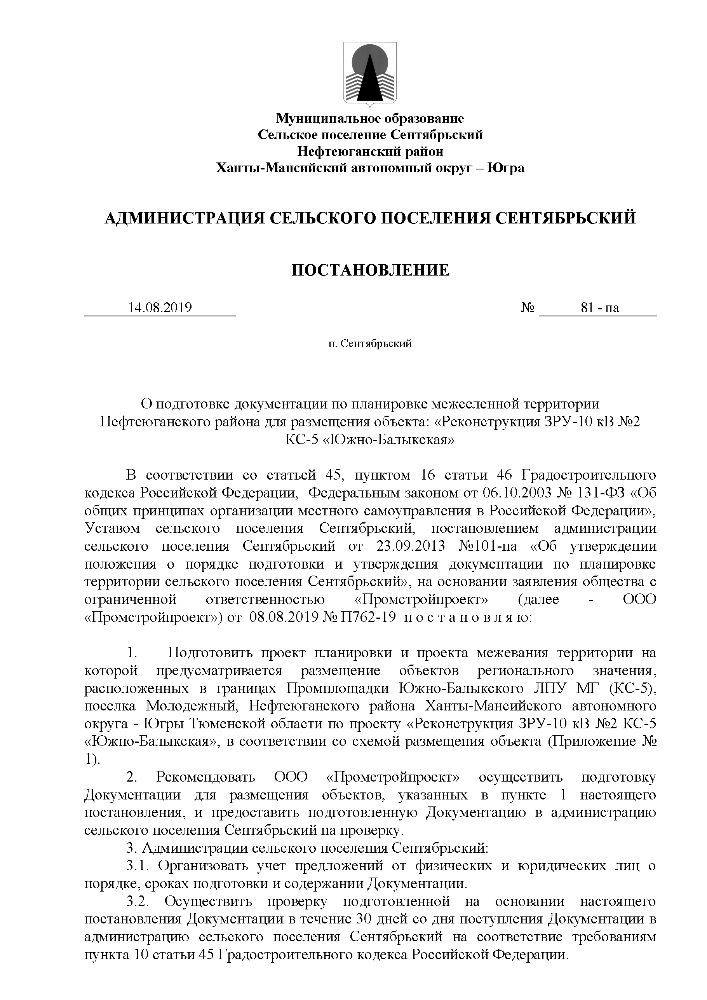 Муниципальное образование
Сельское поселение Сентябрьский
Нефтеюганский район
Ханты-Мансийский автономный округ – Югра
АДМИНИСТРАЦИЯ СЕЛЬСКОГО ПОСЕЛЕНИЯ СЕНТЯБРЬСКИЙ
ПОСТАНОВЛЕНИЕ
14.08.2019 № 81 - па
п. Сентябрьский
О подготовке документации по планировке межселенной территории
Нефтеюганского района для размещения объекта: «Реконструкция ЗРУ-10 кВ №2
КС-5 «Южно-Балыкская»
В соответствии со статьей 45, пунктом 16 статьи 46 Градостроительного
кодекса Российской Федерации, Федеральным законом от 06.10.2003 № 131-ФЗ «Об
общих принципах организации местного самоуправления в Российской Федерации»,
Уставом сельского поселения Сентябрьский, постановлением администрации
сельского поселения Сентябрьский от 23.09.2013 №101-па «Об утверждении
положения о порядке подготовки и утверждения документации по планировке
территории сельского поселения Сентябрьский», на основании заявления общества с
ограниченной ответственностью «Промстройпроект» (далее - ООО
«Промстройпроект») от 08.08.2019 № П762-19 п о с т а н о в л я ю:
1. Подготовить проект планировки и проекта межевания территории на
которой предусматривается размещение объектов регионального значения,
расположенных в границах Промплощадки Южно-Балыкского ЛПУ МГ (КС-5),
поселка Молодежный, Нефтеюганского района Ханты-Мансийского автономного
округа - Югры Тюменской области по проекту «Реконструкция ЗРУ-10 кВ №2 КС-5
«Южно-Балыкская», в соответствии со схемой размещения объекта (Приложение №
1).
2. Рекомендовать ООО «Промстройпроект» осуществить подготовку
Документации для размещения объектов, указанных в пункте 1 настоящего
постановления, и предоставить подготовленную Документацию в администрацию
сельского поселения Сентябрьский на проверку.
3. Администрации сельского поселения Сентябрьский:
3.1. Организовать учет предложений от физических и юридических лиц о
порядке, сроках подготовки и содержании Документации.
3.2. Осуществить проверку подготовленной на основании настоящего
постановления Документации в течение 30 дней со дня поступления Документации в
администрацию сельского поселения Сентябрьский на соответствие требованиям
пункта 10 статьи 45 Градостроительного кодекса Российской Федерации.